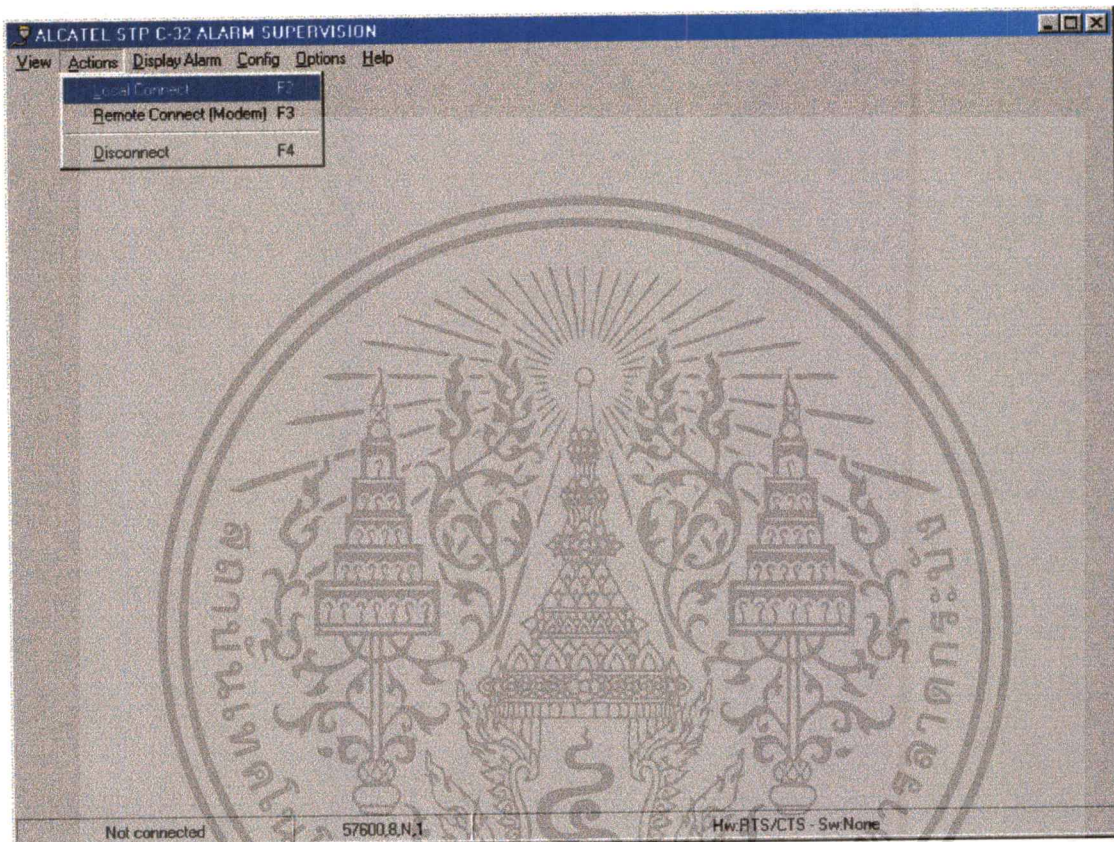 ALCATEL STP C-32 ALARM SUPERVISION
View Actions Display Alarm Config Options Help
Local Connect F2
Remote Connect (Modem) F3
Disconnect F4
Not connected 57600,8,N,1 Hw:RTS/CTS - Sw:None